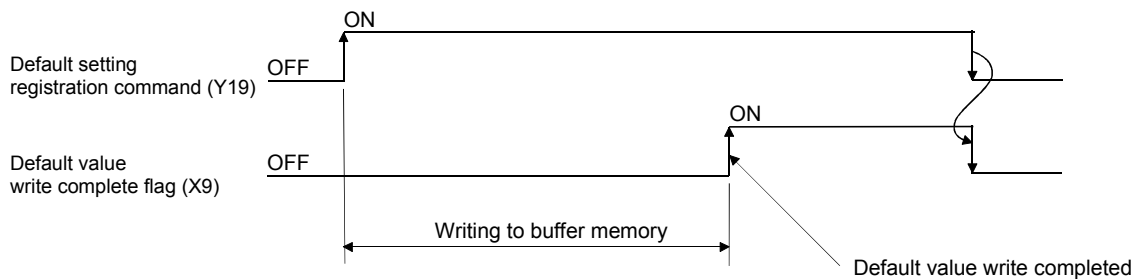 ON
Default setting
registration command (Y19)
OFF
ON
Default value
write complete flag (X9)
OFF
Writing to buffer memory
Default value write completed